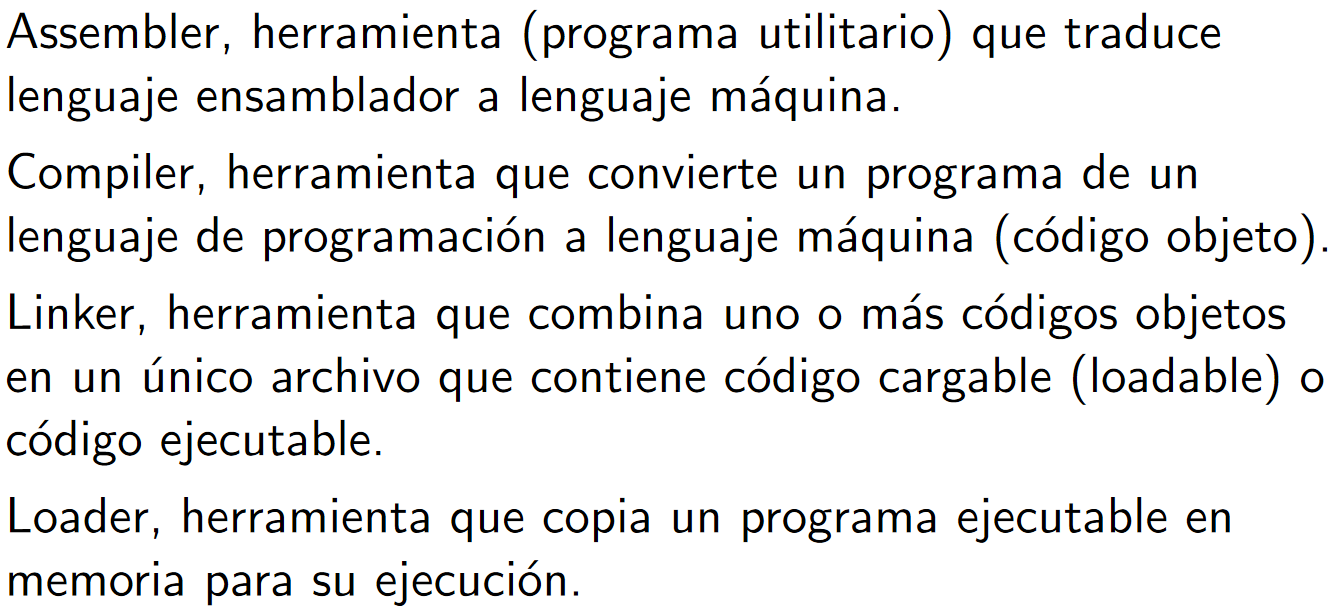 Assembler, herramienta (programa utilitario) que traduce
lenguaje ensamblador a lenguaje máquina.
Compiler, herramienta que convierte un programa de un
lenguaje de programación a lenguaje máquina (código objeto).
Linker, herramienta que combina uno o más códigos objetos
en un único archivo que contiene código cargable (loadable) o
código ejecutable.
Loader, herramienta que copia un programa ejecutable en
memoria para su ejecución.